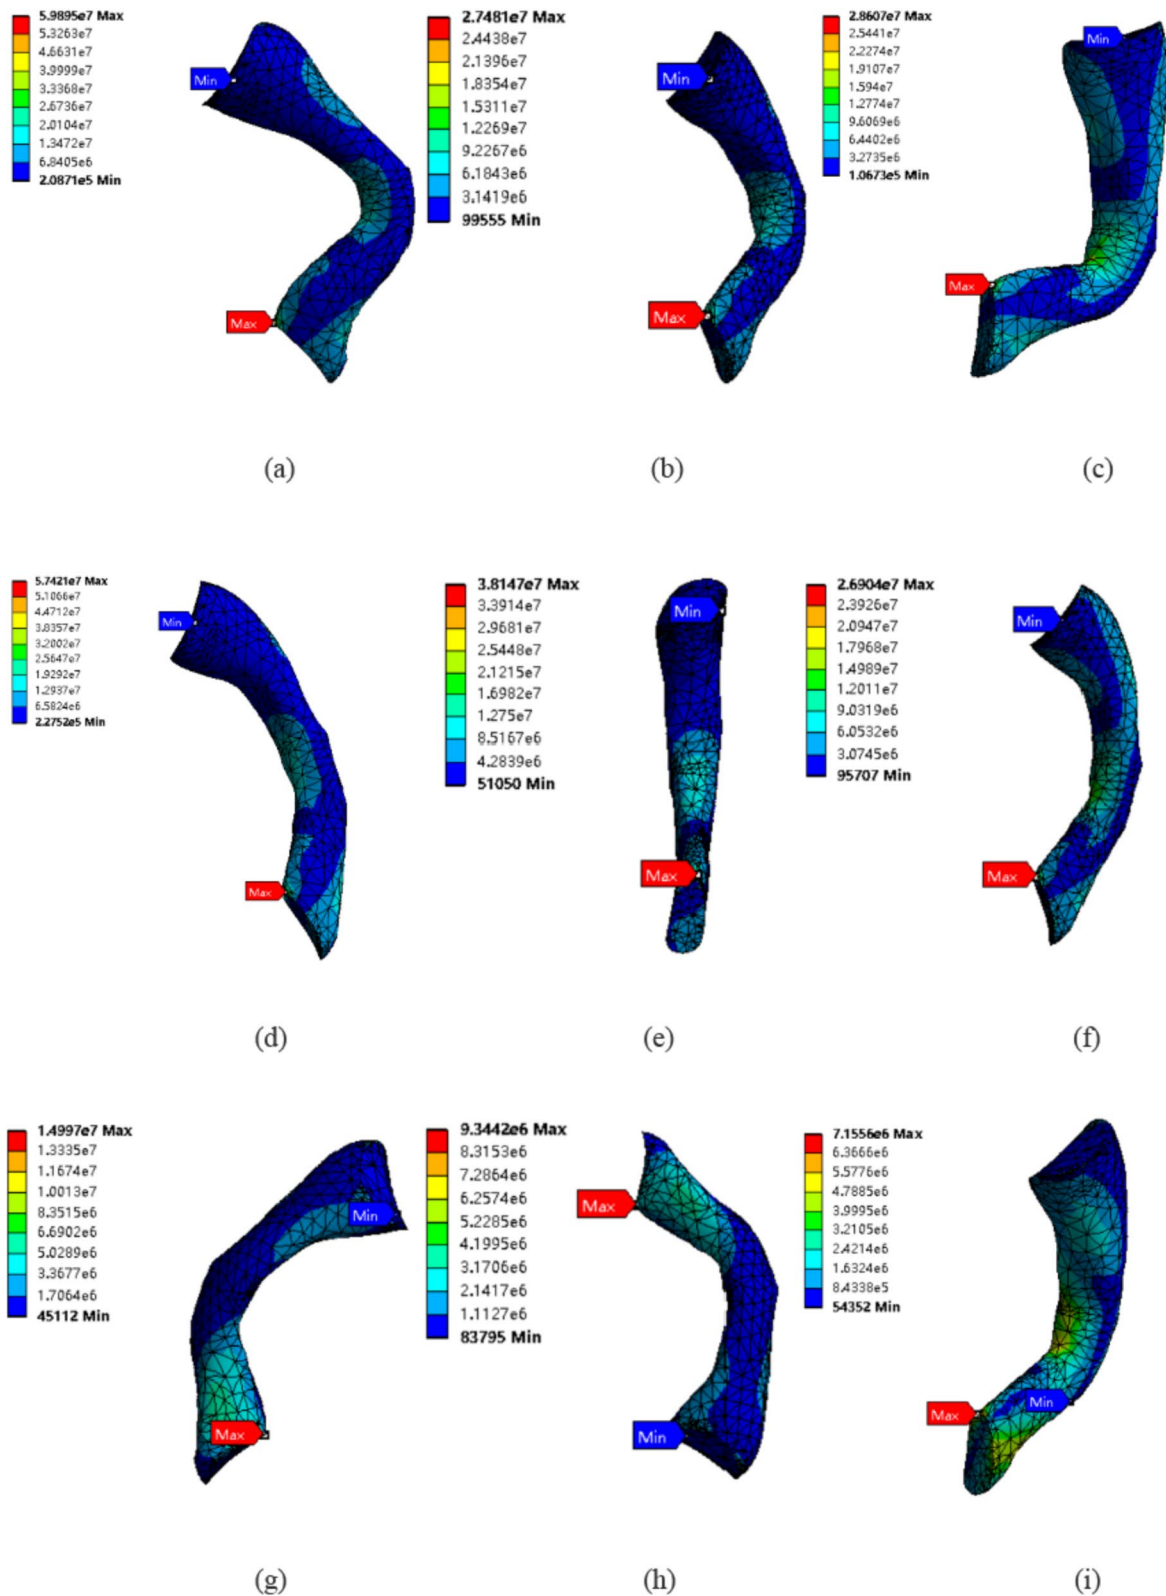 5.9895e7 Max
5.3263e7
4.6631e7
3.9999e7
3.3368e7
2.6736e7
2.0104e7
1.3472e7
6.8405e6
2.0871e5 Min
Min
Max
(a)
2.7481e7 Max
2.4438e7
2.1396e7
1.8354e7
1.5311e7
1.2269e7
9.2267e6
6.1843e6
3.1419e6
99555 Min
Min
Max
(b)
2.8607e7 Max
2.5441e7
2.2274e7
1.9107e7
1.594e7
1.2774e7
9.6069e6
6.4402e6
3.2735e6
1.0673e5 Min
Min
Max
(c)
5.7421e7 Max
5.1066e7
4.4712e7
3.8357e7
3.2002e7
2.5647e7
1.9292e7
1.2937e7
6.5824e6
2.2752e5 Min
Min
Max
(d)
3.8147e7 Max
3.3914e7
2.9681e7
2.5448e7
2.1215e7
1.6982e7
1.275e7
8.5167e6
4.2839e6
51050 Min
Min
Max
(e)
2.6904e7 Max
2.3926e7
2.0947e7
1.7968e7
1.4989e7
1.2011e7
9.0319e6
6.0532e6
3.0745e6
95707 Min
Min
Max
(f)
1.4997e7 Max
1.3335e7
1.1674e7
1.0013e7
8.3515e6
6.6902e6
5.0289e6
3.3677e6
1.7064e6
45112 Min
Min
Max
(g)
9.3442e6 Max
8.3153e6
7.2864e6
6.2574e6
5.2285e6
4.1995e6
3.1706e6
2.1417e6
1.1127e6
83795 Min
Max
Min
(h)
7.1556e6 Max
6.3666e6
5.5776e6
4.7885e6
3.9995e6
3.2105e6
2.4214e6
1.6324e6
8.4338e5
54352 Min
Max
Min
(i)